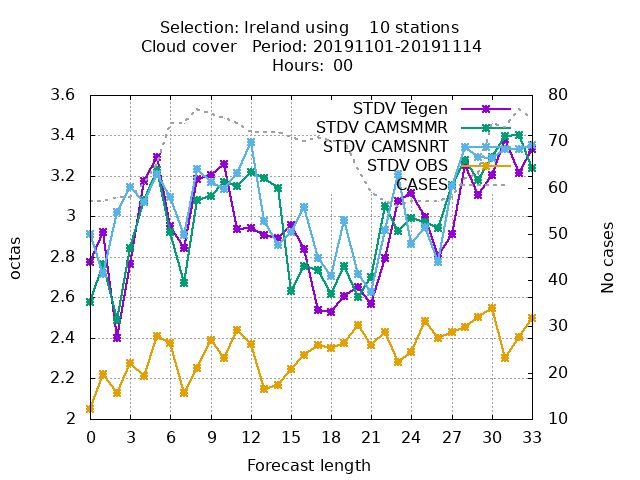 Selection: Ireland using    10 stations
Cloud cover   Period: 20191101-20191114
Hours:  00
3.6
3.4
3.2
3
2.8
2.6
2.4
2.2
2
octas
STDV Tegen
STDV CAMSMMR
STDV CAMSNRT
STDV OBS
CASES
80
70
60
50
40
30
20
10
No cases
0 3 6 9 12 15 18 21 24 27 30 33
Forecast length